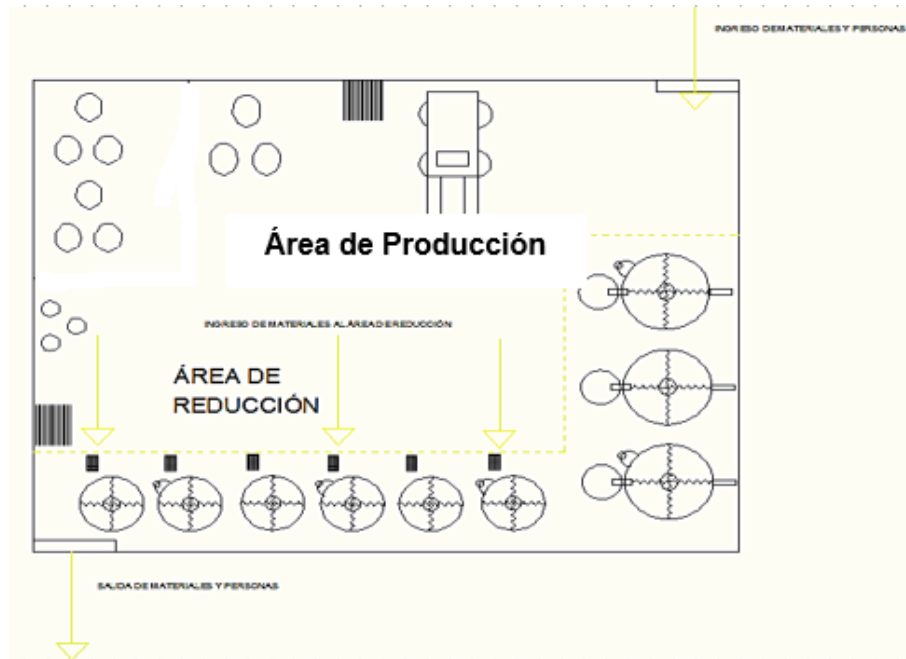 INGRESO DE MATERIALES Y PERSONAS
Área de Producción
INGRESO DE MATERIALES AL ÁREA DE REDUCCIÓN
ÁREA DE
REDUCCIÓN
SALIDA DE MATERIALES Y PERSONAS